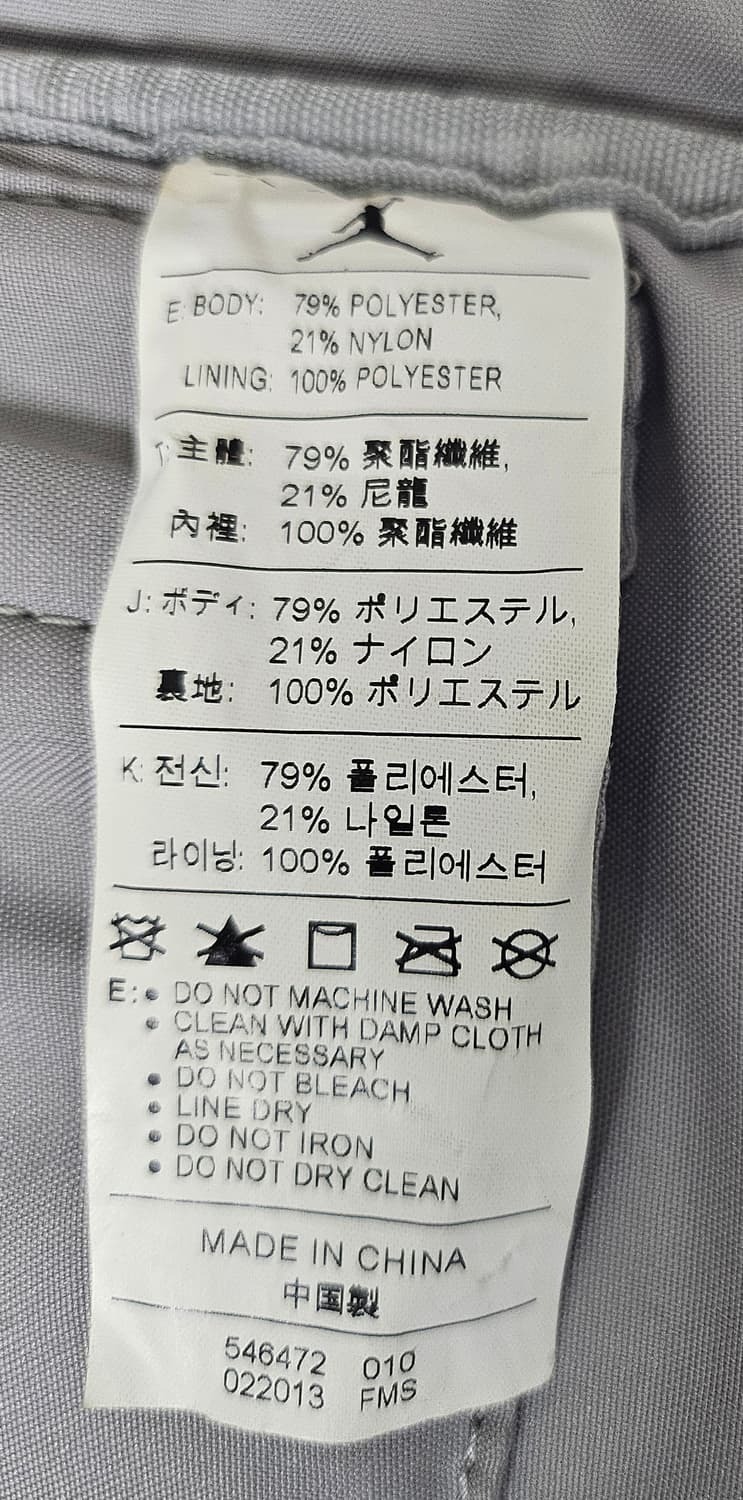 E: BODY: 79% POLYESTER,
21% NYLON
LINING: 100% POLYESTER
T: 主體: 79% 聚酯纖維,
21% 尼龍
內裡: 100% 聚酯纖維
J: ボディ: 79% ポリエステル,
21% ナイロン
裏地: 100% ポリエステル
K: 전신: 79% 폴리에스터,
21% 나일론
라이닝: 100% 폴리에스터
E: • DO NOT MACHINE WASH
• CLEAN WITH DAMP CLOTH
AS NECESSARY
• DO NOT BLEACH
• LINE DRY
• DO NOT IRON
• DO NOT DRY CLEAN
MADE IN CHINA
中国製
546472 010
022013 FMS